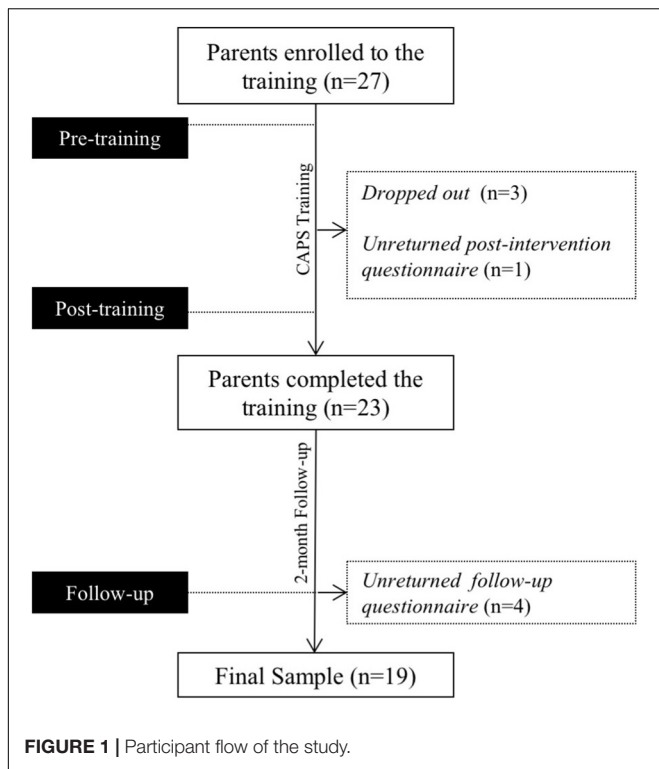 Parents enrolled to the
training (n=27)
Pre-training
CAPS Training
Dropped out (n=3)
Unreturned post-intervention
questionnaire (n=1)
Post-training
Parents completed the
training (n=23)
2-month Follow-up
Follow-up
Unreturned follow-up
questionnaire (n=4)
Final Sample (n=19)
FIGURE 1 | Participant flow of the study.